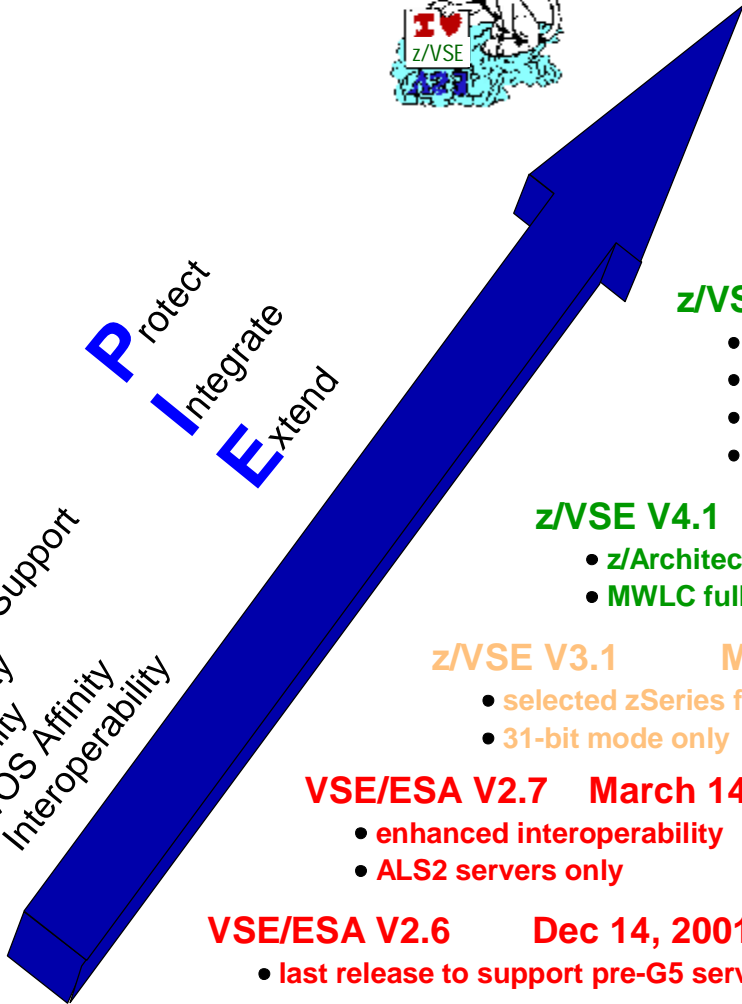 I ♥
z/VSE
Protect
Integrate
Extend
Support
OS Affinity
Interoperability
z/VS
z/VSE V4.1
• z/Architec
• MWLC full
z/VSE V3.1 M
• selected zSeries f
• 31-bit mode only
VSE/ESA V2.7 March 14
• enhanced interoperability
• ALS2 servers only
VSE/ESA V2.6 Dec 14, 2001
• last release to support pre-G5 serv